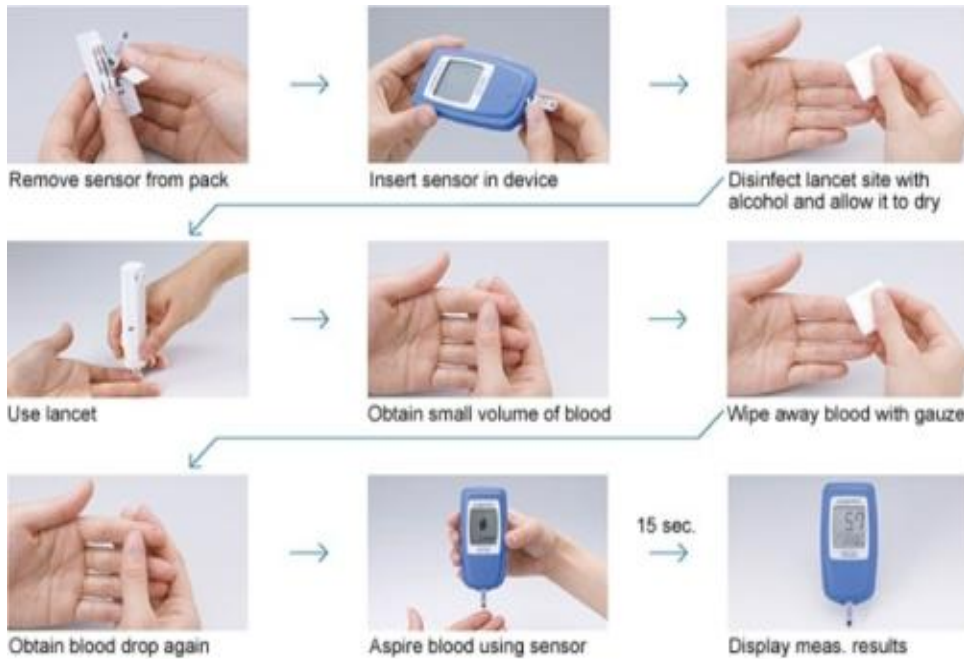 Remove sensor from pack
Insert sensor in device
Disinfect lancet site with
alcohol and allow it to dry
Use lancet
Obtain small volume of blood
Wipe away blood with gauze
Obtain blood drop again
Aspire blood using sensor
15 sec.
Display meas. results